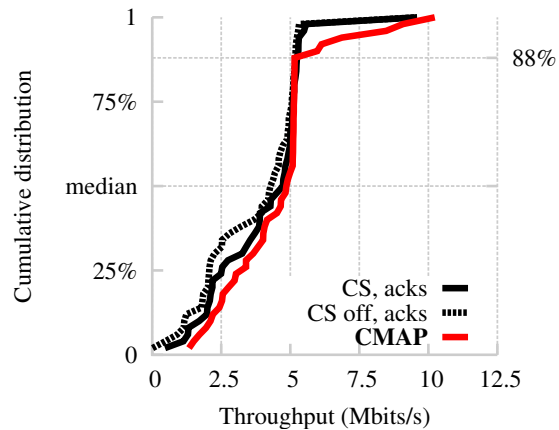 1
88%
75%
median
25%
0
Cumulative distribution
CS, acks
CS off, acks
CMAP
0 2.5 5 7.5 10 12.5
Throughput (Mbits/s)